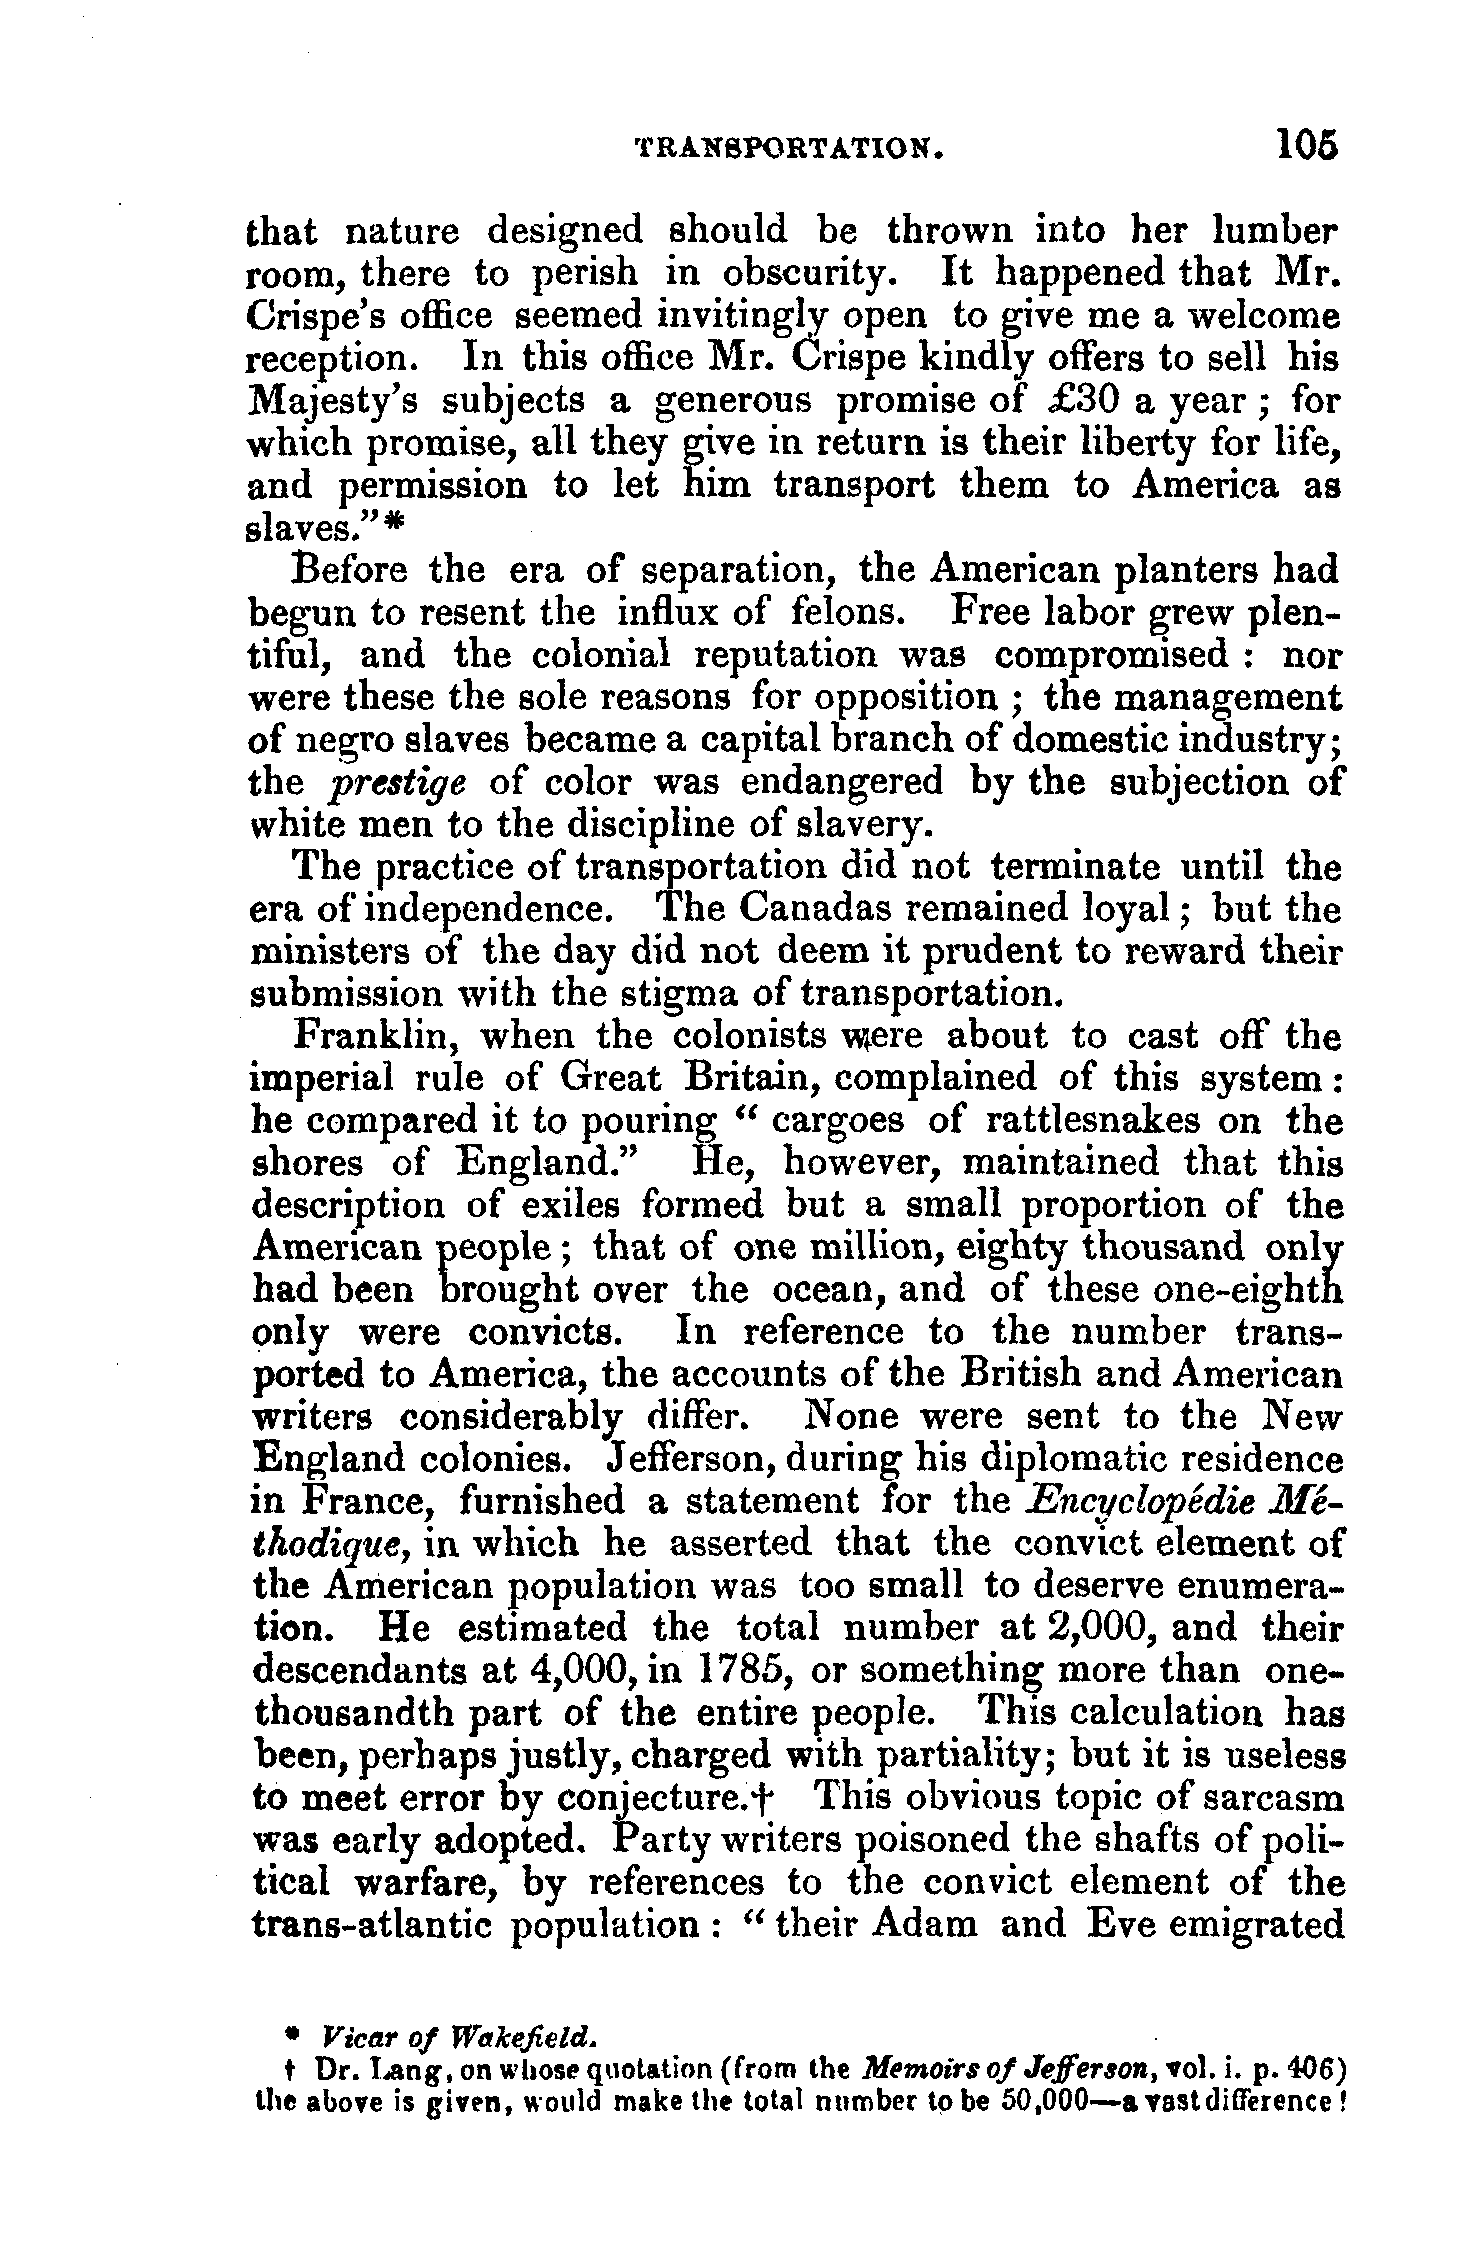 TRANSPORTATION. 105
that nature designed should be thrown into her lumber
room, there to perish in obscurity. It happened that Mr.
Crispe's office seemed invitingly open to give me a welcome
reception. In this office Mr. Crispe kindly offers to sell his
Majesty's subjects a generous promise of £30 a year ; for
which promise, all they give in return is their liberty for life,
and permission to let him transport them to America as
slaves."*
Before the era of separation, the American planters had
begun to resent the influx of felons. Free labor grew plen-
tiful, and the colonial reputation was compromised : nor
were these the sole reasons for opposition ; the management
of negro slaves became a capital branch of domestic industry;
the prestige of color was endangered by the subjection of
white men to the discipline of slavery.
The practice of transportation did not terminate until the
era of independence. The Canadas remained loyal ; but the
ministers of the day did not deem it prudent to reward their
submission with the stigma of transportation.
Franklin, when the colonists were about to cast off the
imperial rule of Great Britain, complained of this system :
he compared it to pouring " cargoes of rattlesnakes on the
shores of England." He, however, maintained that this
description of exiles formed but a small proportion of the
American people ; that of one million, eighty thousand only
had been brought over the ocean, and of these one-eighth
only were convicts. In reference to the number trans-
ported to America, the accounts of the British and American
writers considerably differ. None were sent to the New
England colonies. Jefferson, during his diplomatic residence
in France, furnished a statement for the Encyclopédie Mé-
thodique, in which he asserted that the convict element of
the American population was too small to deserve enumera-
tion. He estimated the total number at 2,000, and their
descendants at 4,000, in 1785, or something more than one-
thousandth part of the entire people. This calculation has
been, perhaps justly, charged with partiality; but it is useless
to meet error by conjecture.† This obvious topic of sarcasm
was early adopted. Party writers poisoned the shafts of poli-
tical warfare, by references to the convict element of the
trans-atlantic population : " their Adam and Eve emigrated
* Vicar of Wakefield.
† Dr. Lang, on whose quotation (from the Memoirs of Jefferson, vol. i. p. 406)
the above is given, would make the total number to be 50,000—a vast difference !